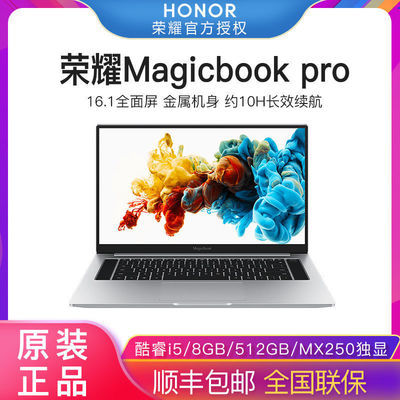 HONOR
荣耀官方授权
荣耀Magicbook pro
16.1全面屏 金属机身 约10H长效续航
MagicBook
原装
正品
酷睿i5/8GB/512GB/MX250独显
顺丰包邮 全国联保